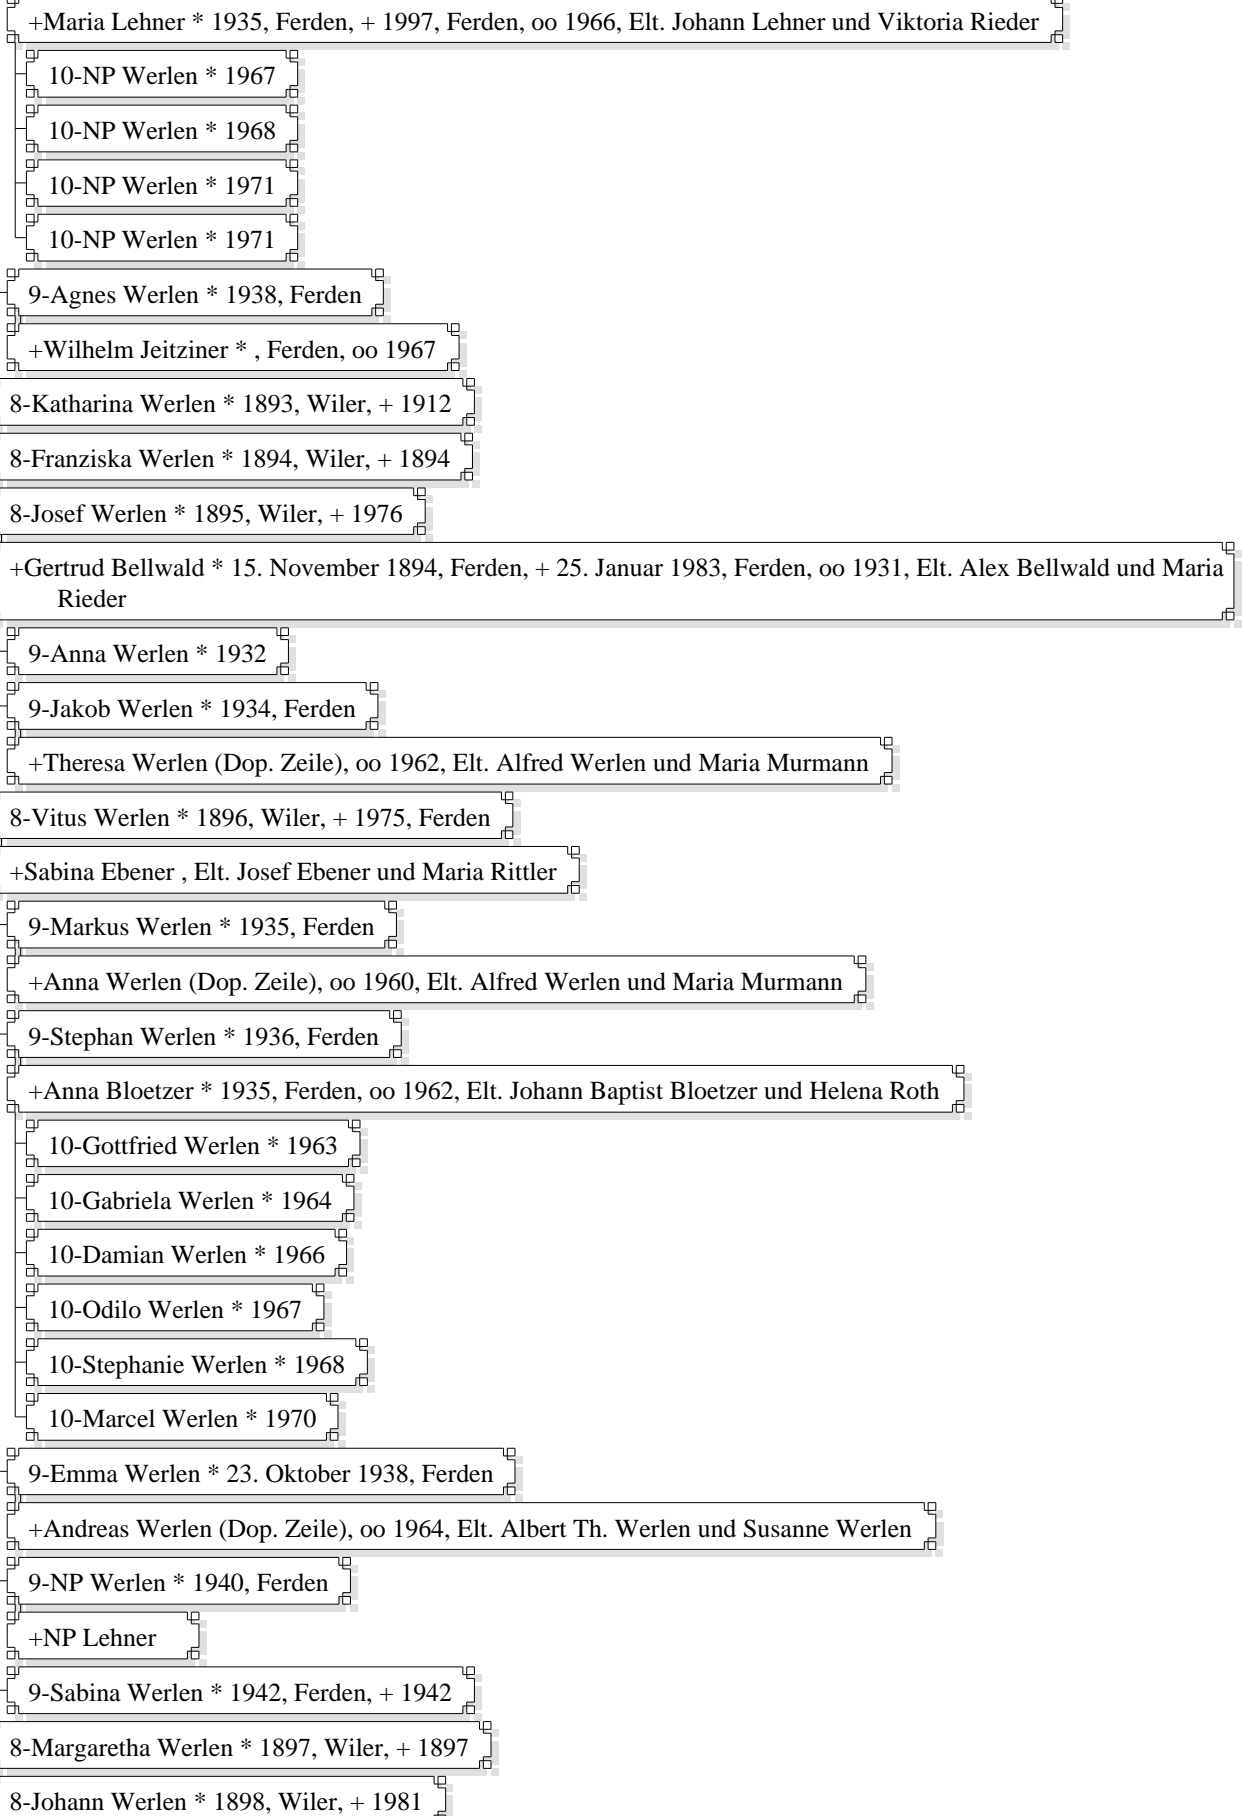 +Maria Lehner * 1935, Ferden, + 1997, Ferden, oo 1966, Elt. Johann Lehner und Viktoria Rieder
10-NP Werlen * 1967
10-NP Werlen * 1968
10-NP Werlen * 1971
10-NP Werlen * 1971
9-Agnes Werlen * 1938, Ferden
+Wilhelm Jeitziner * , Ferden, oo 1967
8-Katharina Werlen * 1893, Wiler, + 1912
8-Franziska Werlen * 1894, Wiler, + 1894
8-Josef Werlen * 1895, Wiler, + 1976
+Gertrud Bellwald * 15. November 1894, Ferden, + 25. Januar 1983, Ferden, oo 1931, Elt. Alex Bellwald und Maria
Rieder
9-Anna Werlen * 1932
9-Jakob Werlen * 1934, Ferden
+Theresa Werlen (Dop. Zeile), oo 1962, Elt. Alfred Werlen und Maria Murmann
8-Vitus Werlen * 1896, Wiler, + 1975, Ferden
+Sabina Ebener , Elt. Josef Ebener und Maria Rittler
9-Markus Werlen * 1935, Ferden
+Anna Werlen (Dop. Zeile), oo 1960, Elt. Alfred Werlen und Maria Murmann
9-Stephan Werlen * 1936, Ferden
+Anna Bloetzer * 1935, Ferden, oo 1962, Elt. Johann Baptist Bloetzer und Helena Roth
10-Gottfried Werlen * 1963
10-Gabriela Werlen * 1964
10-Damian Werlen * 1966
10-Odilo Werlen * 1967
10-Stephanie Werlen * 1968
10-Marcel Werlen * 1970
9-Emma Werlen * 23. Oktober 1938, Ferden
+Andreas Werlen (Dop. Zeile), oo 1964, Elt. Albert Th. Werlen und Susanne Werlen
9-NP Werlen * 1940, Ferden
+NP Lehner
9-Sabina Werlen * 1942, Ferden, + 1942
8-Margaretha Werlen * 1897, Wiler, + 1897
8-Johann Werlen * 1898, Wiler, + 1981